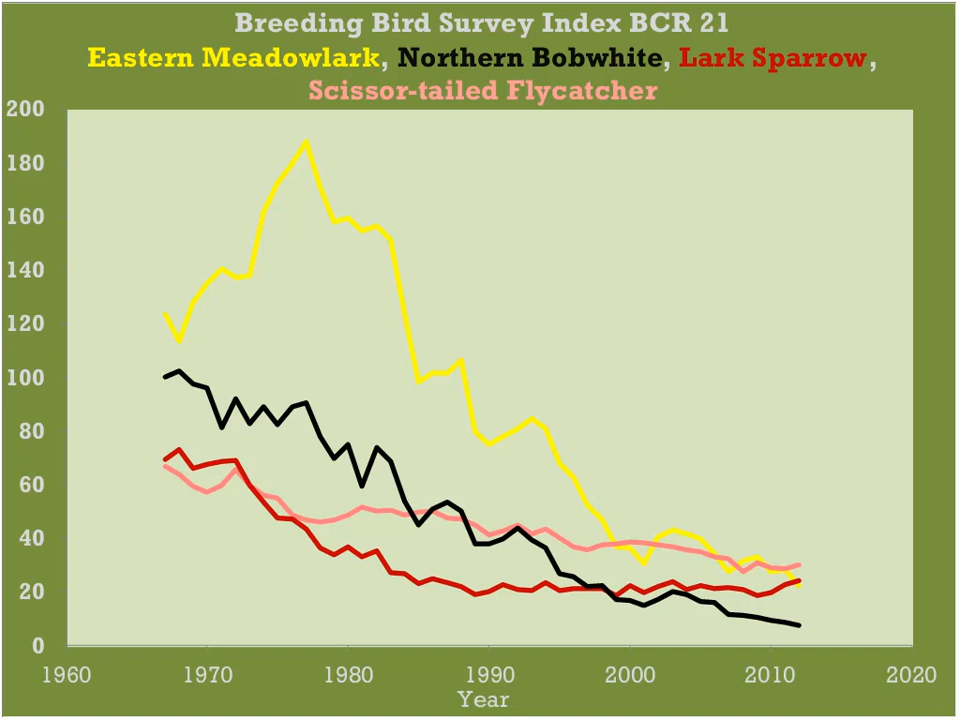 Breeding Bird Survey Index BCR 21
Eastern Meadowlark, Northern Bobwhite, Lark Sparrow,
Scissor-tailed Flycatcher
200
180
160
140
120
100
80
60
40
20
0
1960 1970 1980 1990 2000 2010 2020
Year